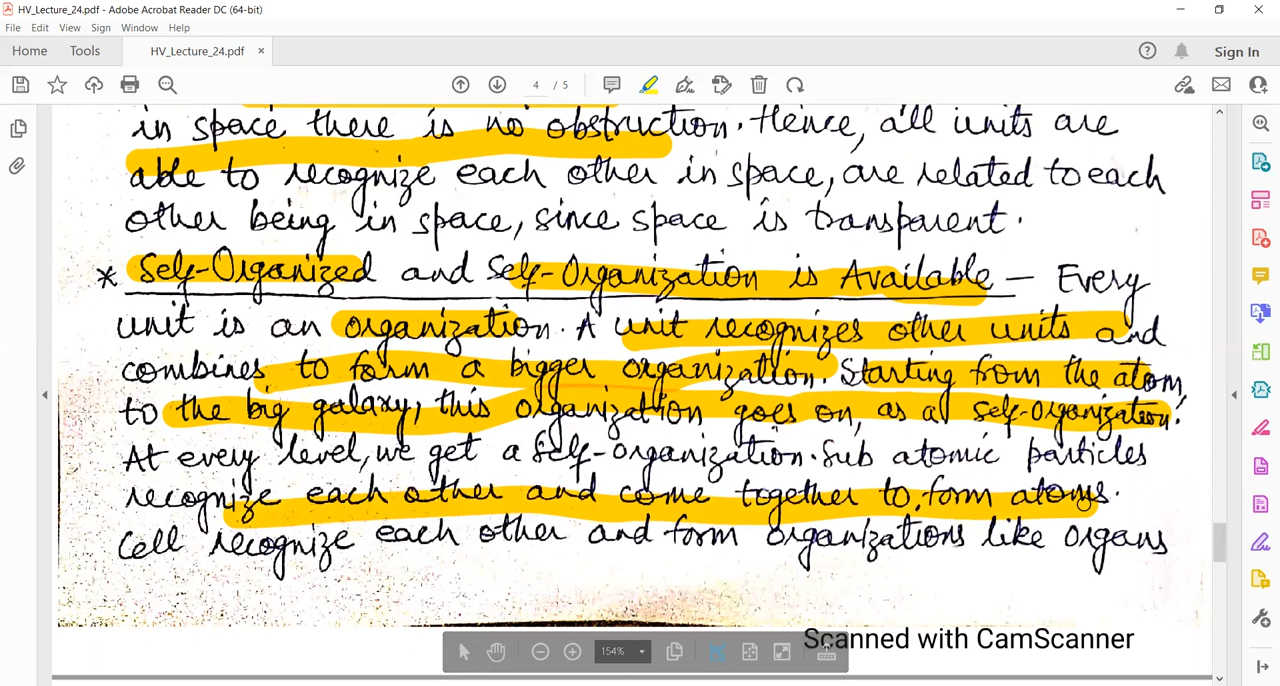 HV_Lecture_24.pdf - Adobe Acrobat Reader DC (64-bit)
File Edit View Sign Window Help
Home Tools HV_Lecture_24.pdf × Sign In
4 / 5
in space there is no obstruction. Hence, all units are
able to recognize each other in space, are related to each
other being in space, since space is transparent.
* Self-Organized and Self-Organization is Available — Every
unit is an organization. A unit recognizes other units and
combines to form a bigger organization. Starting from the atom
to the big galaxy, this organization goes on, as a self-organization!
At every level, we get a self-organization. Sub atomic particles
recognize each other and come together to form atoms.
Cell recognize each other and form organizations like organs
Scanned with CamScanner
154%